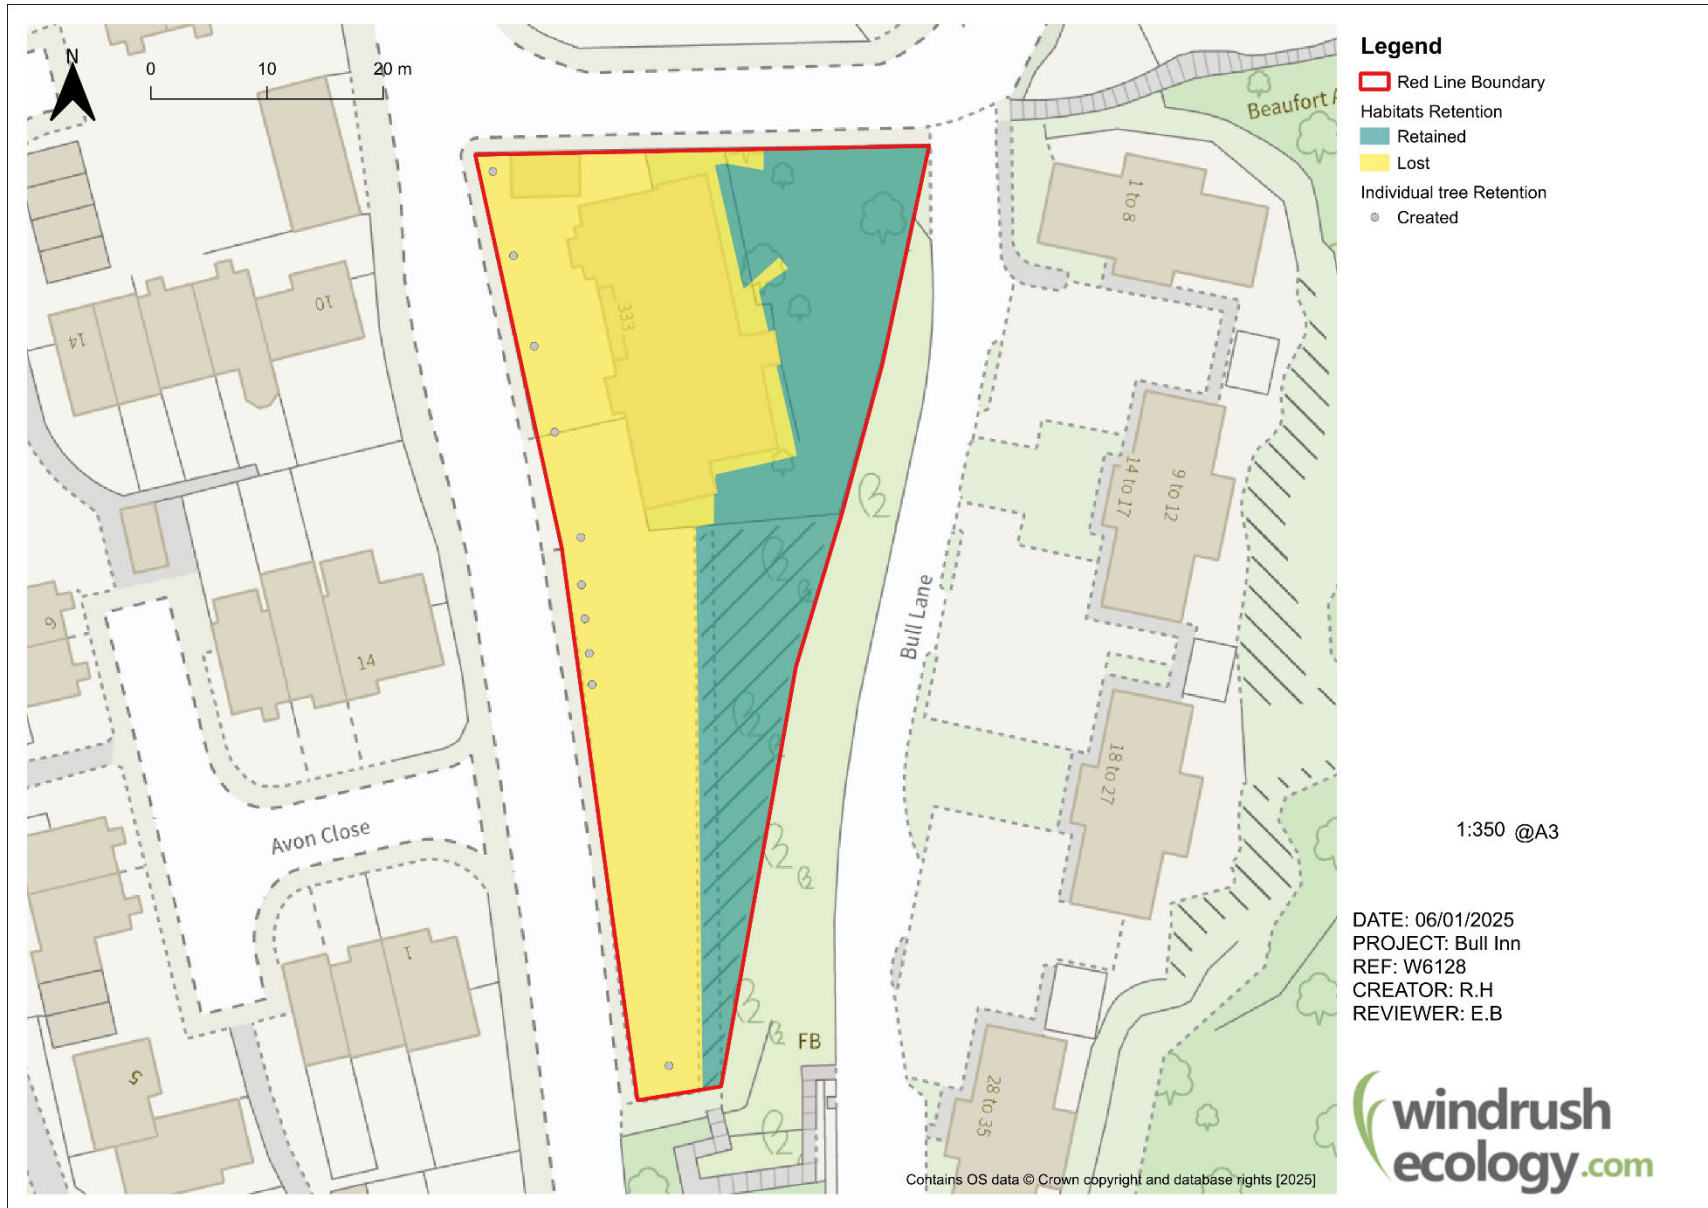 N
0 10 20 m
Legend
Red Line Boundary
Habitats Retention
Retained
Lost
Individual tree Retention
Created
Beaufort A
1 to 8
10
14
333
14 to 17
9 to 12
Bull Lane
6
14
18 to 27
Avon Close
1
5
FB
28 to 35
1:350 @A3
DATE: 06/01/2025
PROJECT: Bull Inn
REF: W6128
CREATOR: R.H
REVIEWER: E.B
windrush
ecology.com
Contains OS data © Crown copyright and database rights [2025]